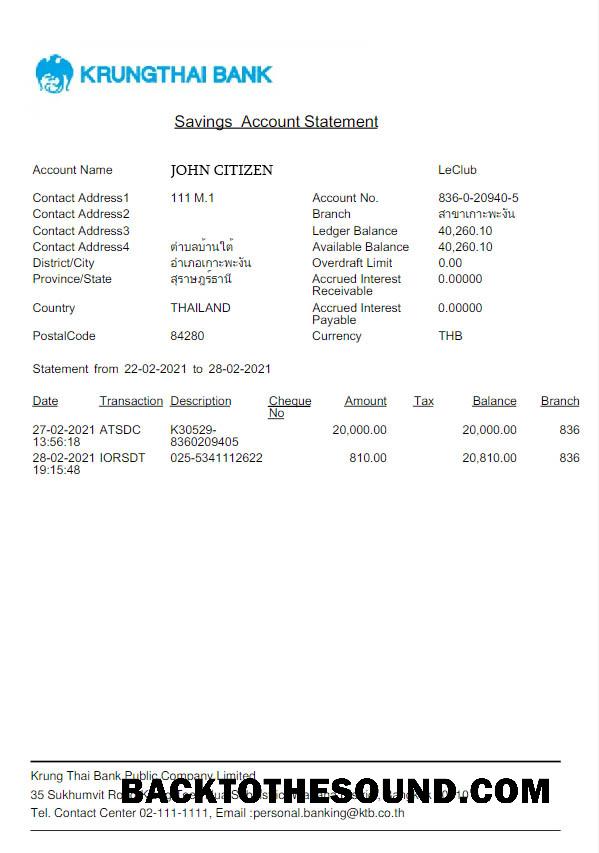 KRUNGTHAI BANK
Savings Account Statement
Account Name JOHN CITIZEN LeClub
Contact Address1 111 M.1 Account No. 836-0-20940-5
Contact Address2 Branch สาขาเกาะพะงัน
Contact Address3 Ledger Balance 40,260.10
Contact Address4 ตำบลบ้านใต้ Available Balance 40,260.10
District/City อำเภอเกาะพะงัน Overdraft Limit 0.00
Province/State สุราษฎร์ธานี Accrued Interest 0.00000
Receivable
Country THAILAND Accrued Interest 0.00000
Payable
PostalCode 84280 Currency THB
Statement from 22-02-2021 to 28-02-2021
Date Transaction Description Cheque Amount Tax Balance Branch
No
27-02-2021 ATSDC K30529- 20,000.00 20,000.00 836
13:56:18 8360209405
28-02-2021 IORSDT 025-5341112622 810.00 20,810.00 836
19:15:48
Krung Thai Bank Public Company Limited
35 Sukhumvit
BACKTOTHESOUND.COM
Tel. Contact Center 02-111-1111, Email :personal.banking@ktb.co.th